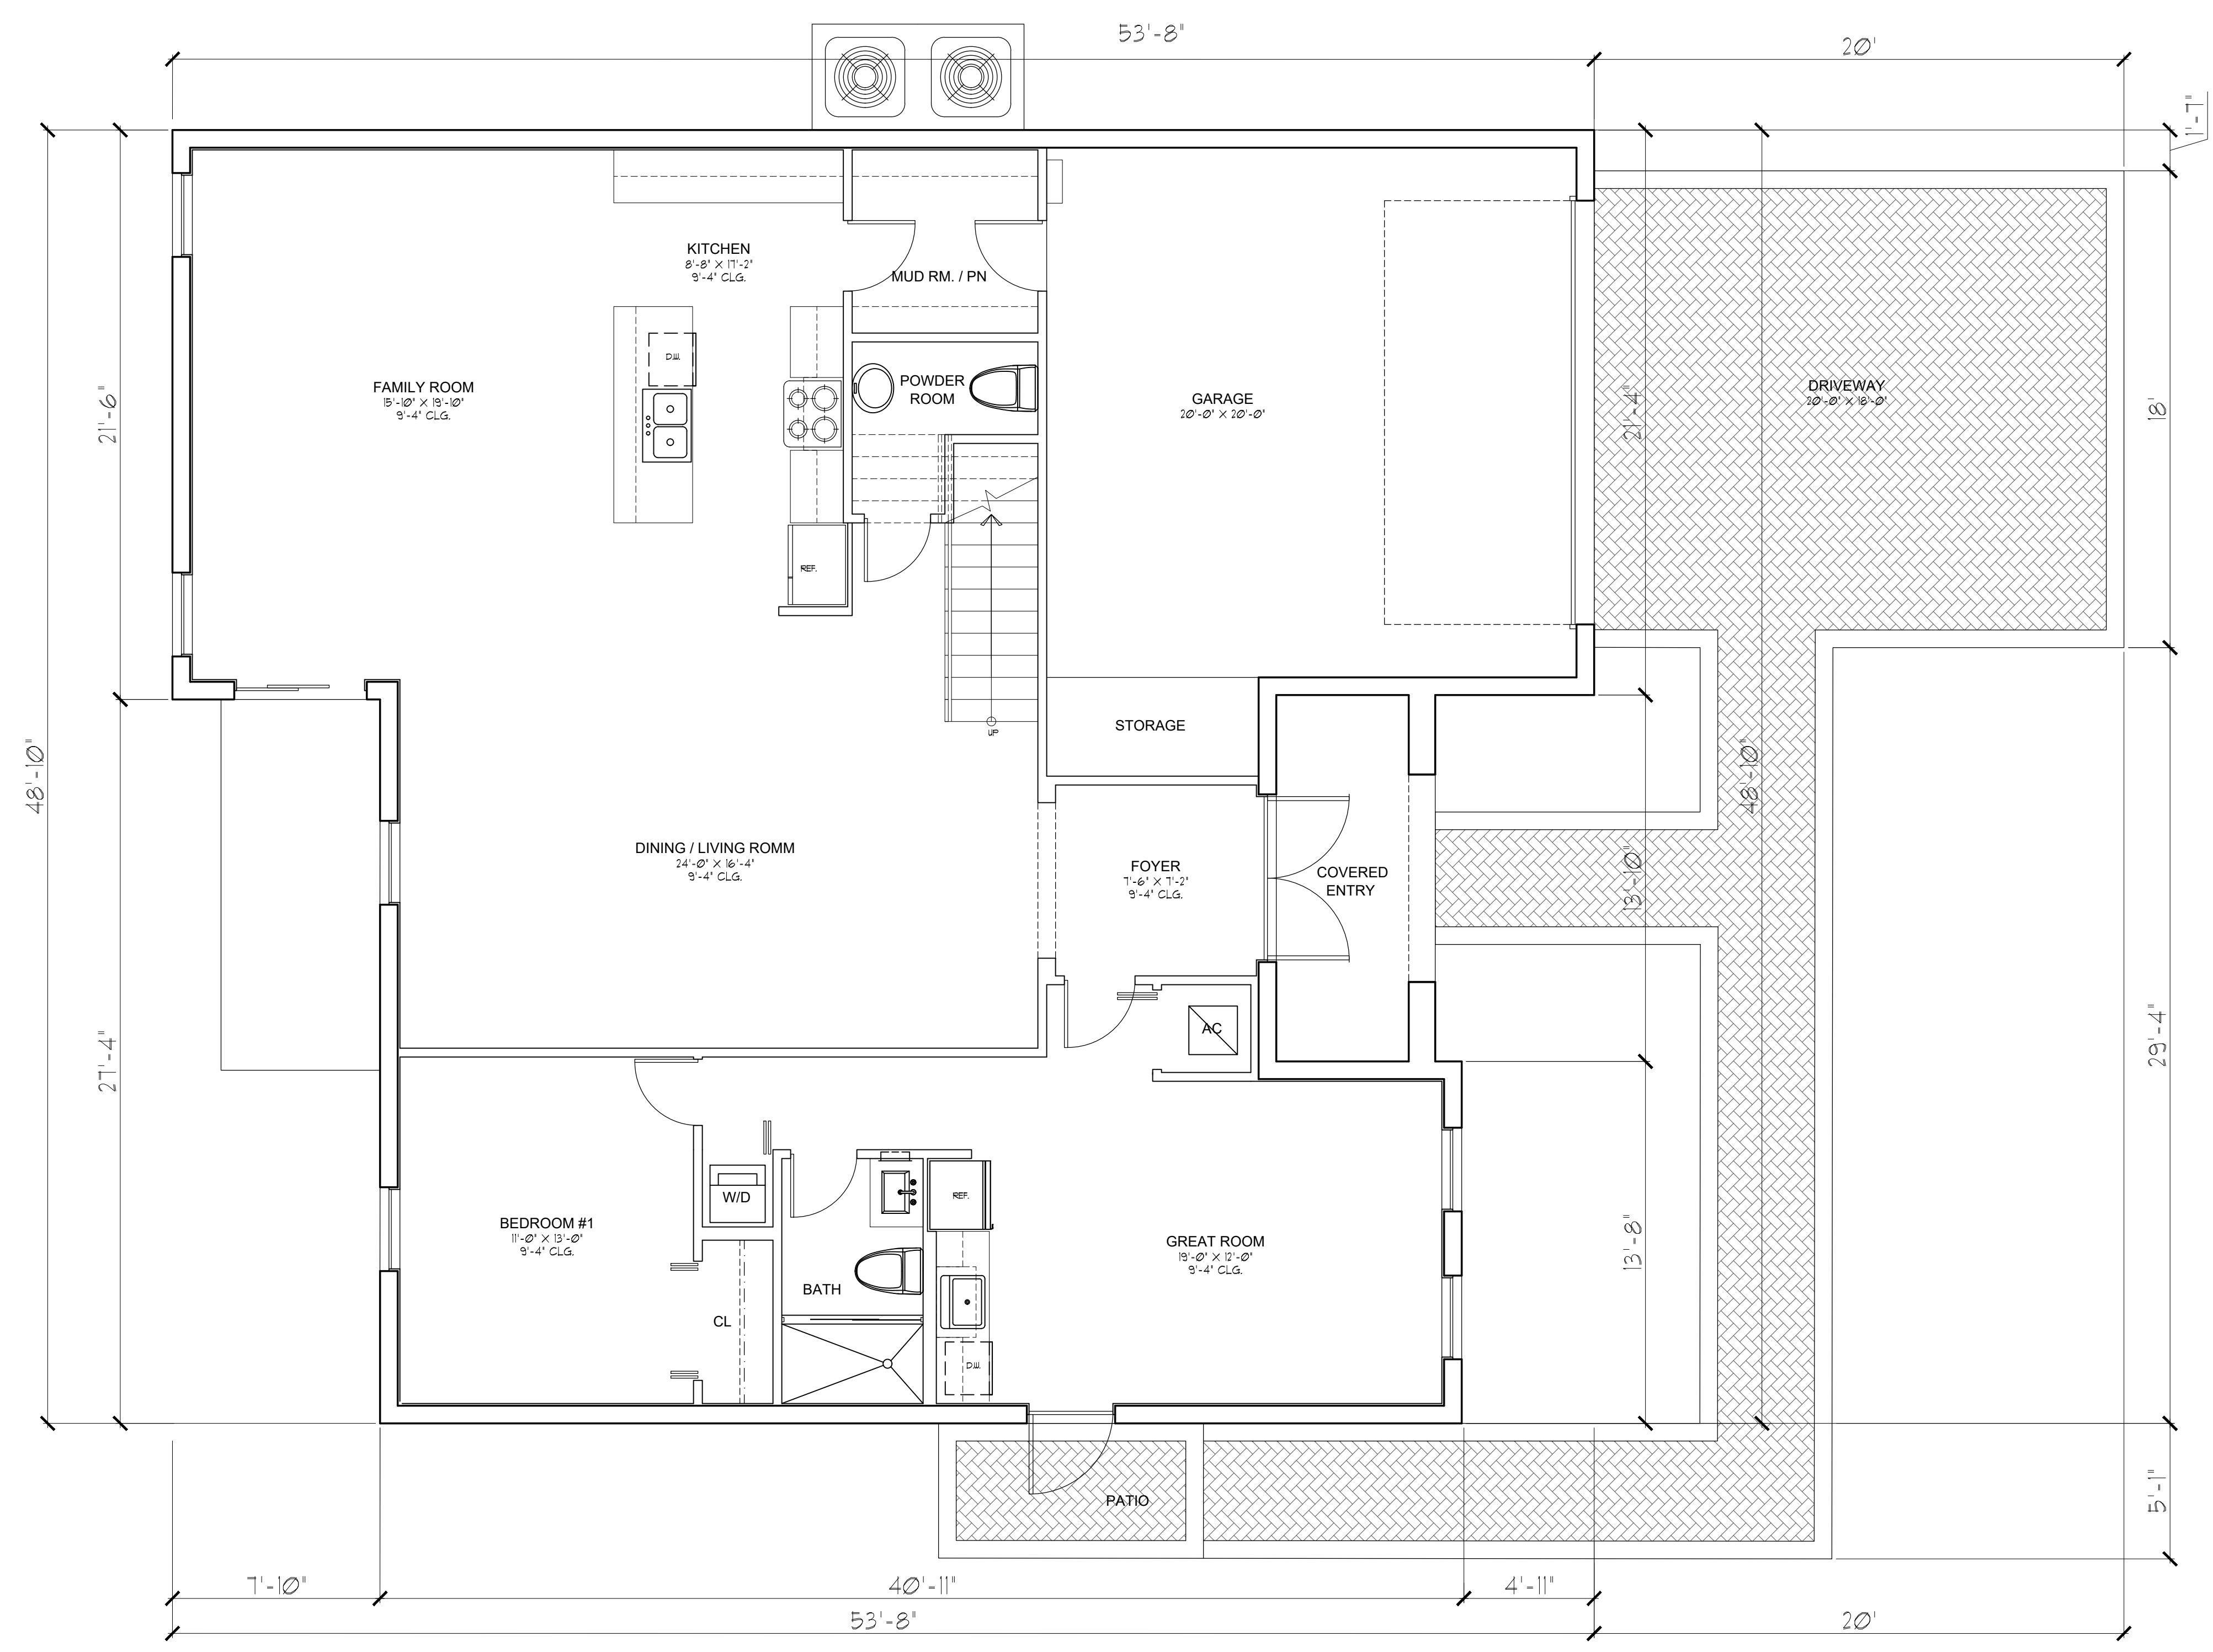 53'-8"
20'
1'-7"
KITCHEN
8'-8" X 17'-2"
9'-4" CLG.
MUD RM. / PN
D.W.
FAMILY ROOM
15'-10" X 19'-10"
9'-4" CLG.
POWDER
ROOM
GARAGE
20'-0" X 20'-0"
DRIVEWAY
20'-0" X 18'-0"
21'-6"
21'-4"
18'
REF.
STORAGE
UP
48'-10"
48'-10"
DINING / LIVING ROMM
24'-0" X 16'-4"
9'-4" CLG.
FOYER
7'-6" X 7'-2"
9'-4" CLG.
COVERED
ENTRY
13'-10"
AC
27'-4"
29'-4"
W/D
REF.
BEDROOM #1
11'-0" X 13'-0"
9'-4" CLG.
GREAT ROOM
19'-0" X 12'-0"
9'-4" CLG.
13'-8"
BATH
CL
D.W.
PATIO
5'-1"
7'-10"
40'-11"
4'-11"
53'-8"
20'